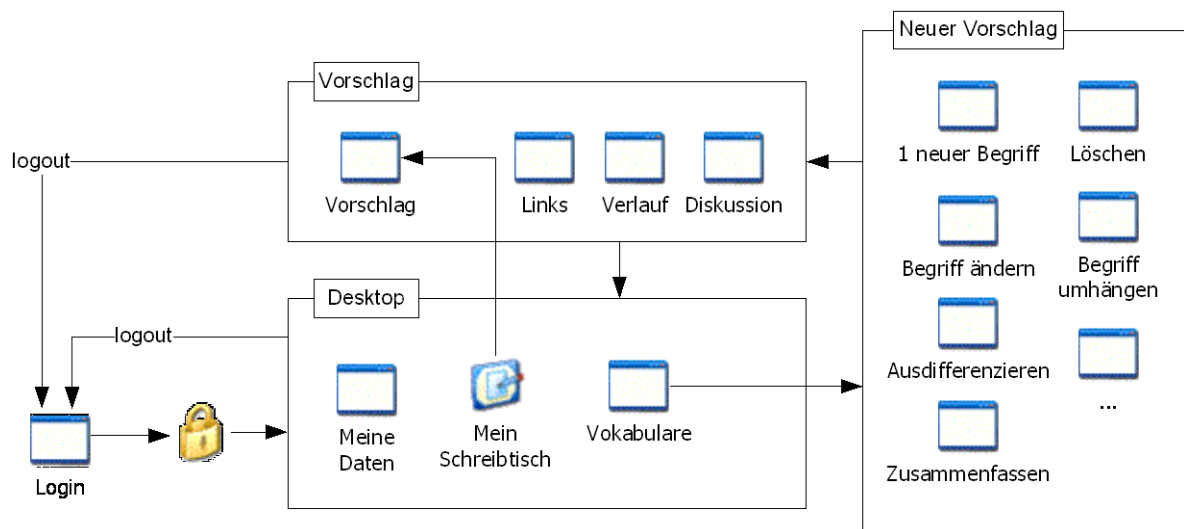 Neuer Vorschlag
1 neuer Begriff
Löschen
Begriff ändern
Begriff
umhängen
Ausdifferenzieren
...
Zusammenfassen
Vorschlag
Vorschlag
Links
Verlauf
Diskussion
logout
Desktop
logout
Meine
Daten
Mein
Schreibtisch
Vokabulare
Login